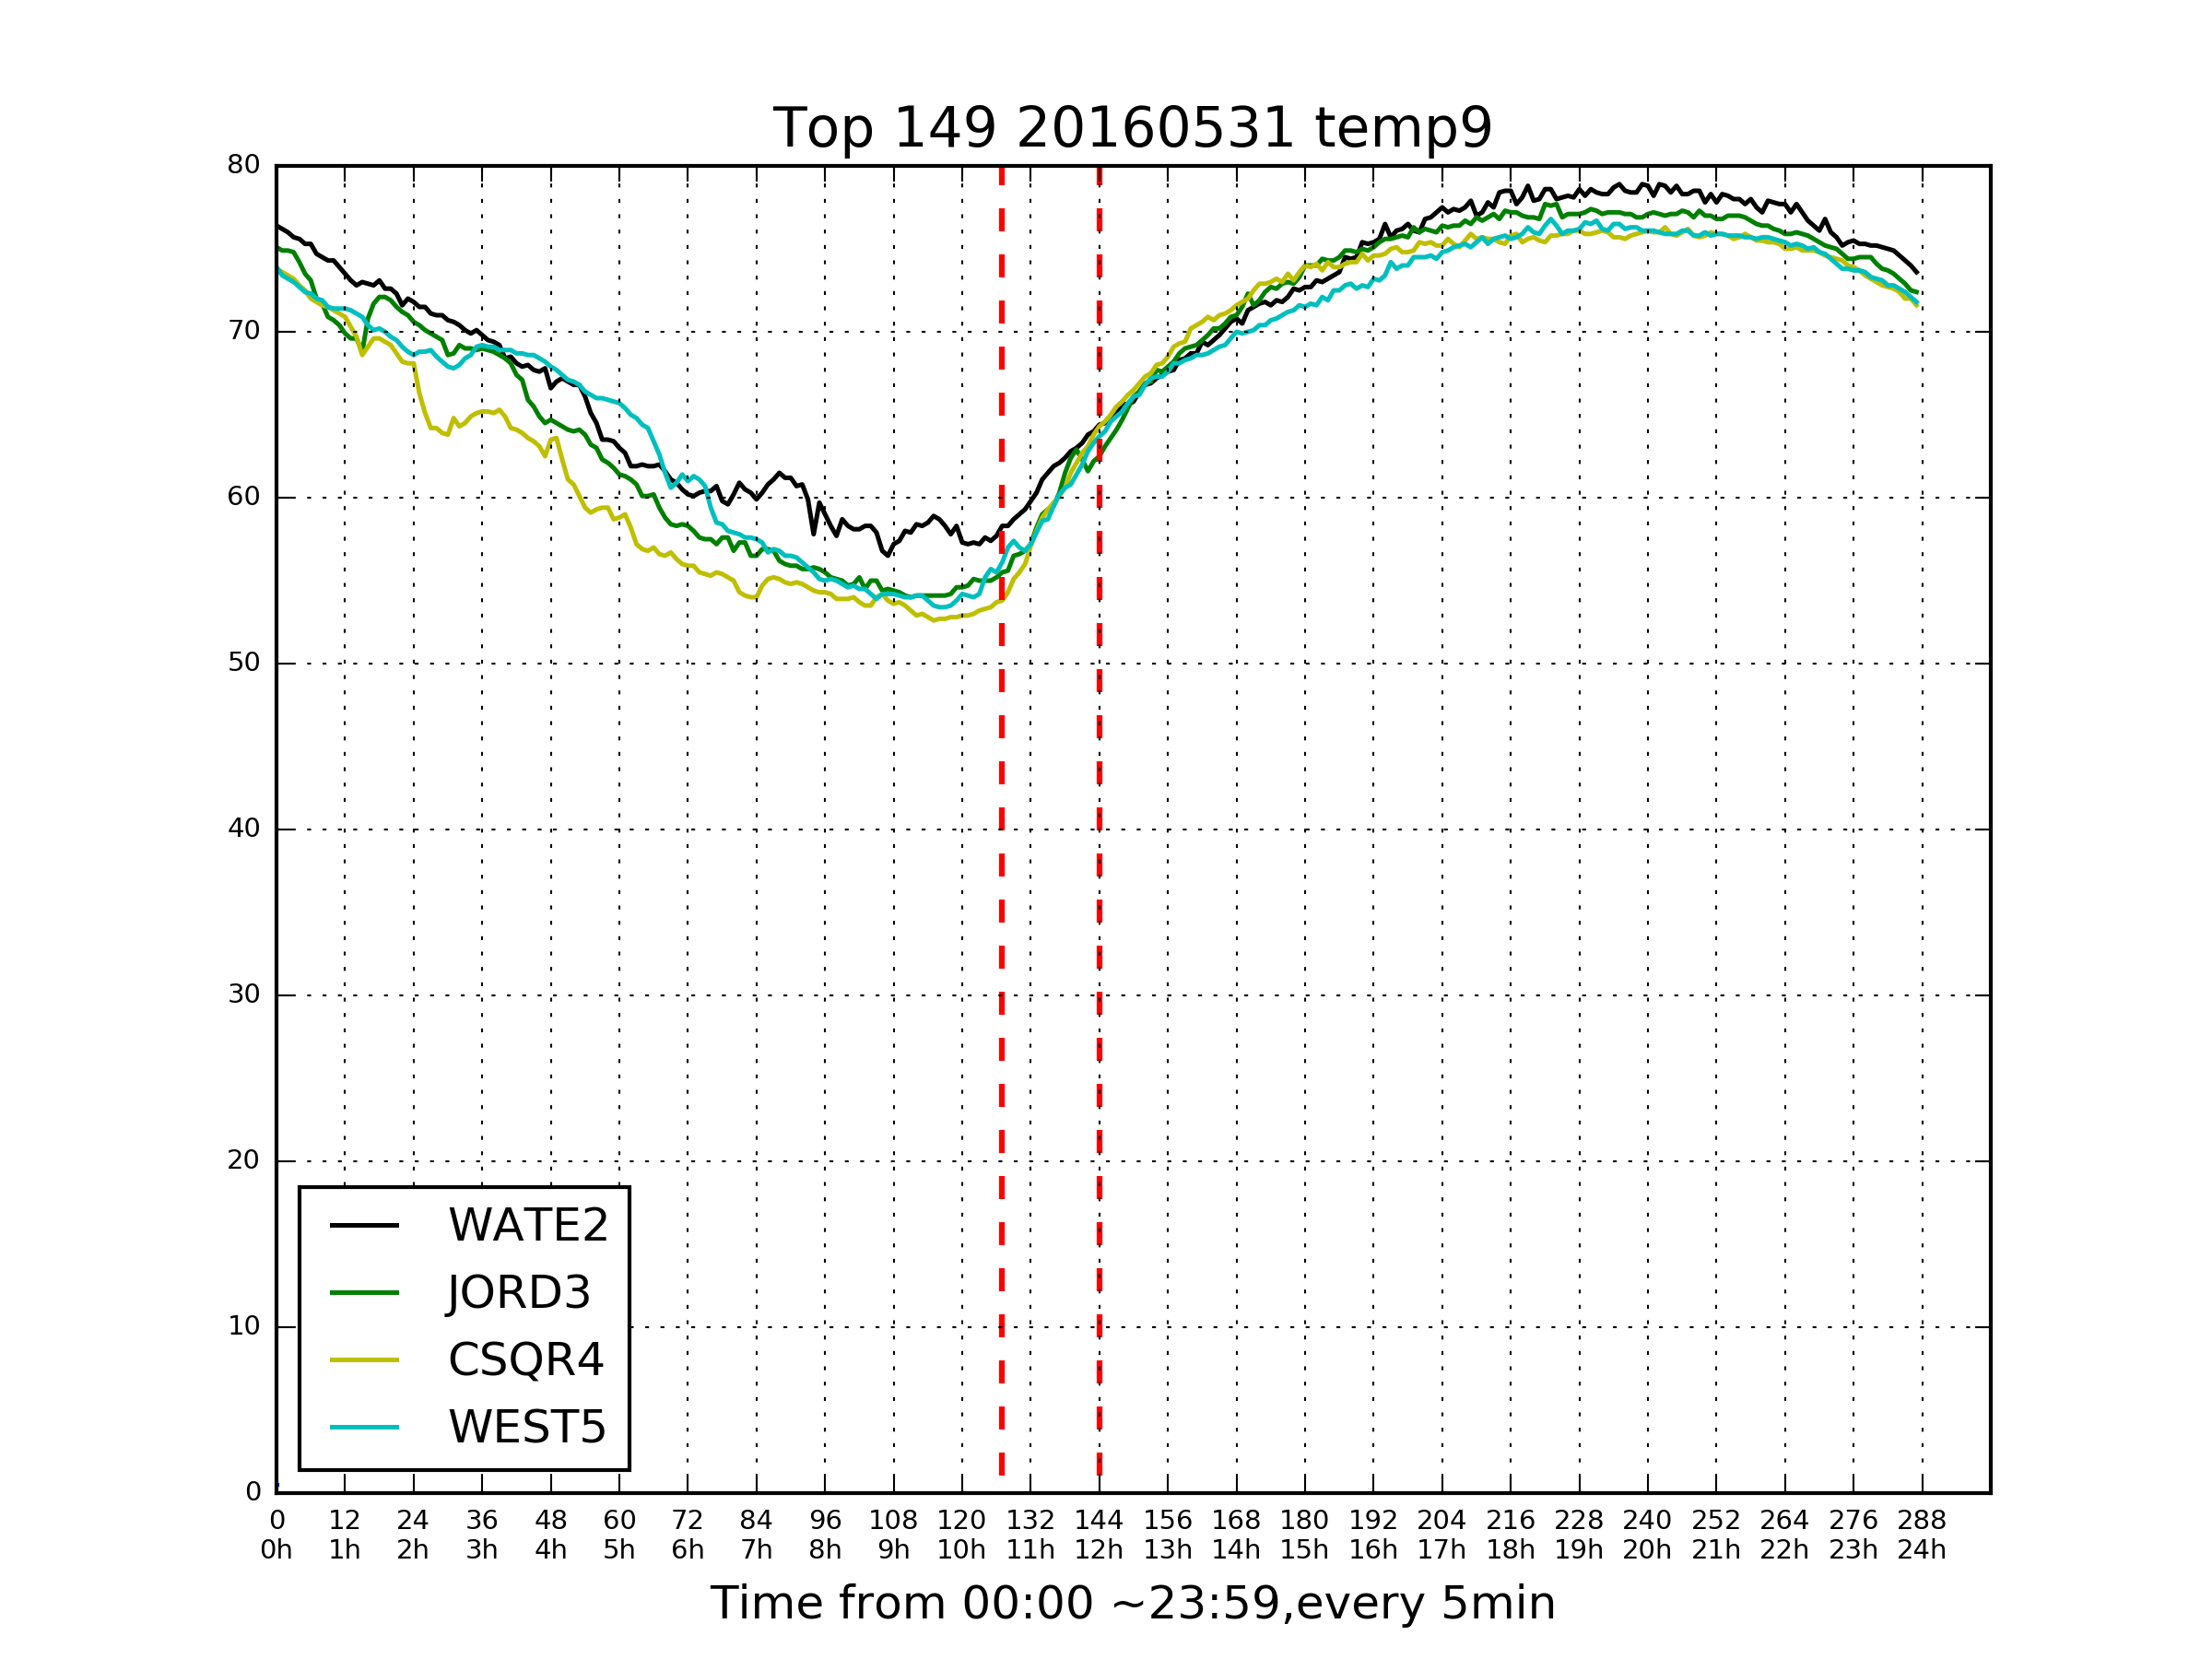 Top 149 20160531 temp9
80
70
60
50
40
30
20
10
0
WATE2
JORD3
CSQR4
WEST5
0 12 24 36 48 60 72 84 96 108 120 132 144 156 168 180 192 204 216 228 240 252 264 276 288
0h 1h 2h 3h 4h 5h 6h 7h 8h 9h 10h 11h 12h 13h 14h 15h 16h 17h 18h 19h 20h 21h 22h 23h 24h
Time from 00:00 ~23:59,every 5min